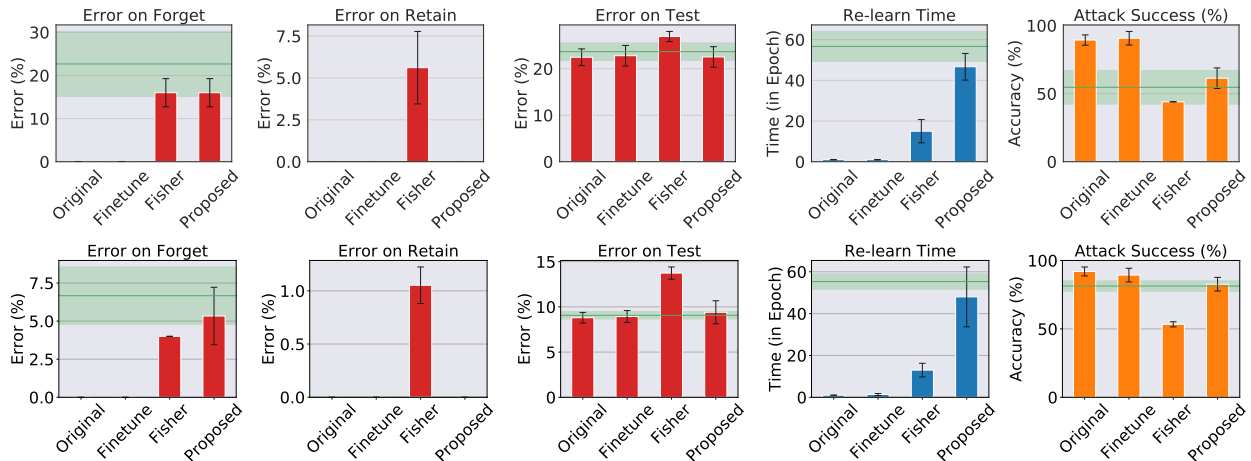 Error on Forget
Error (%)
30
20
10
0
Original
Finetune
Fisher
Proposed
Error on Retain
Error (%)
7.5
5.0
2.5
0.0
Original
Finetune
Fisher
Proposed
Error on Test
Error (%)
20
10
0
Original
Finetune
Fisher
Proposed
Re-learn Time
Time (in Epoch)
60
40
20
0
Original
Finetune
Fisher
Proposed
Attack Success (%)
Accuracy (%)
100
50
0
Original
Finetune
Fisher
Proposed
Error on Forget
Error (%)
7.5
5.0
2.5
0.0
Original
Finetune
Fisher
Proposed
Error on Retain
Error (%)
1.0
0.5
0.0
Original
Finetune
Fisher
Proposed
Error on Test
Error (%)
15
10
5
0
Original
Finetune
Fisher
Proposed
Re-learn Time
Time (in Epoch)
60
40
20
0
Original
Finetune
Fisher
Proposed
Attack Success (%)
Accuracy (%)
100
50
0
Original
Finetune
Fisher
Proposed